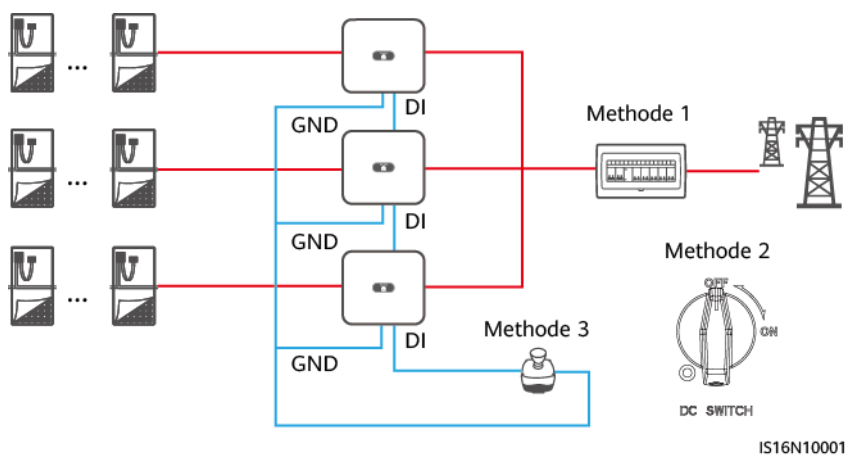 DI
GND
Methode 1
DI
GND
Methode 2
OFF
ON
Methode 3
DI
GND
DC SWITCH
IS16N10001